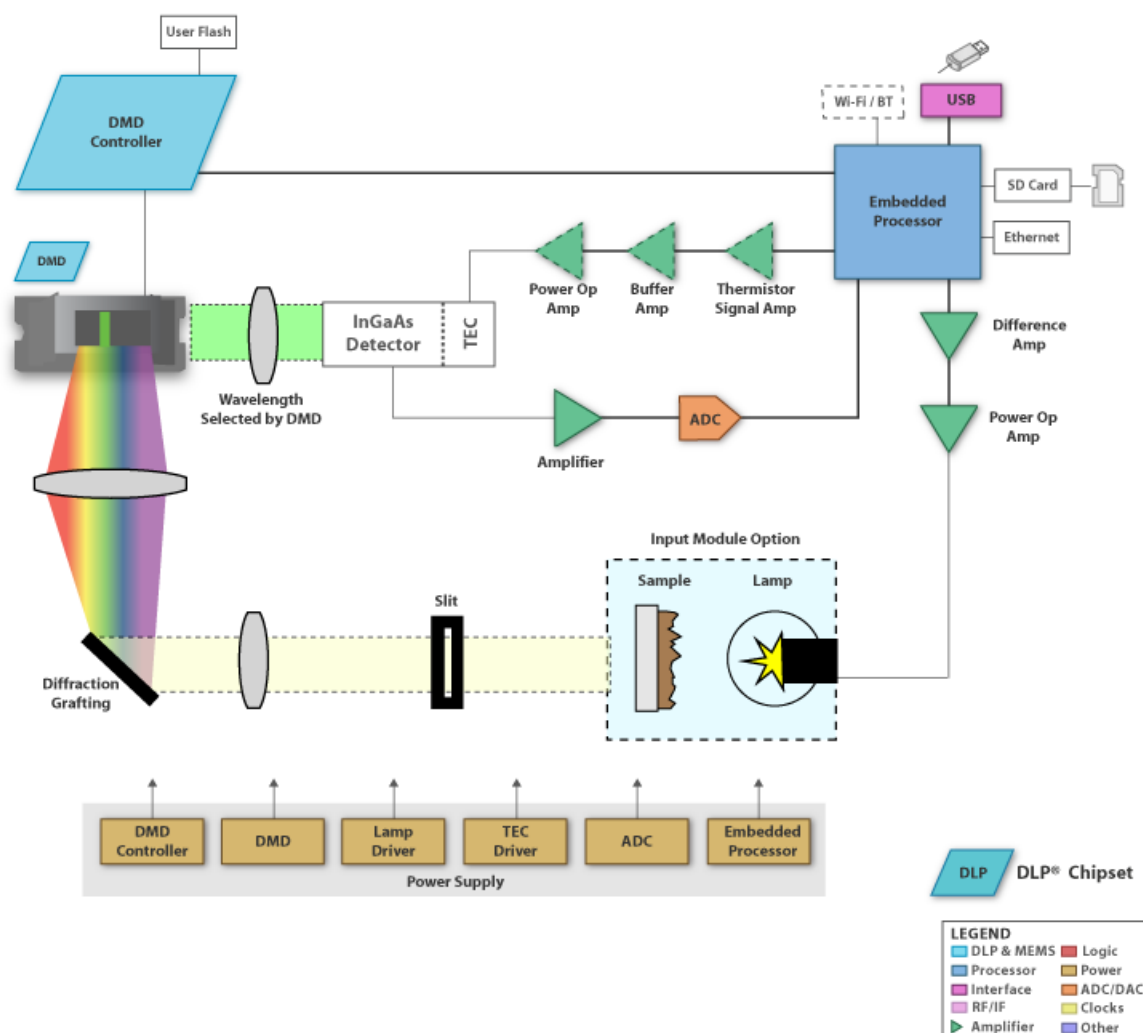 User Flash
DMD
Controller
Wi-Fi / BT
USB
Embedded
Processor
SD Card
Ethernet
DMD
Power Op
Amp
Buffer
Amp
Thermistor
Signal Amp
Difference
Amp
InGaAs
Detector
TEC
Wavelength
Selected by DMD
Amplifier
ADC
Power Op
Amp
Input Module Option
Sample
Lamp
Slit
Diffraction
Grafting
DMD
Controller
DMD
Lamp
Driver
TEC
Driver
ADC
Embedded
Processor
Power Supply
DLP
DLP® Chipset
LEGEND
DLP & MEMS
Logic
Processor
Power
Interface
ADC/DAC
RF/IF
Clocks
Amplifier
Other